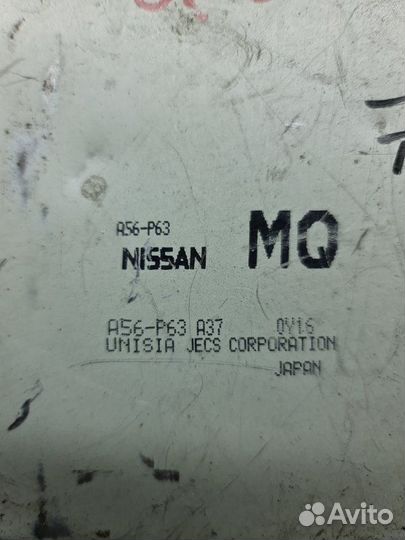 A56-P63
NISSAN MQ
A56-P63 A37 0Y16
UNISIA JECS CORPORATION
JAPAN
Avito